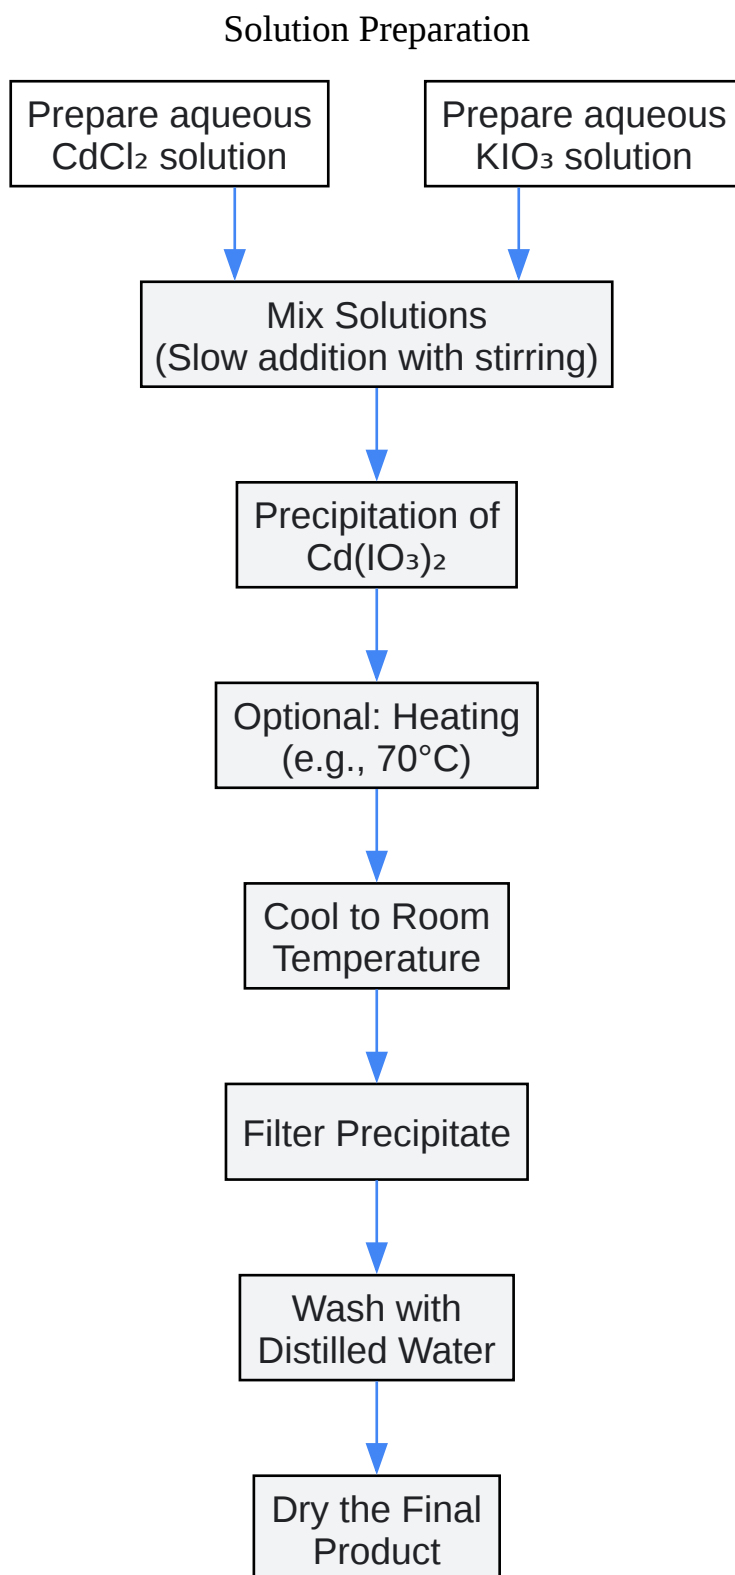 Solution Preparation
Prepare aqueous
CdCl₂ solution
Prepare aqueous
KIO₃ solution
Mix Solutions
(Slow addition with stirring)
Precipitation of
Cd(IO₃)₂
Optional: Heating
(e.g., 70°C)
Cool to Room
Temperature
Filter Precipitate
Wash with
Distilled Water
Dry the Final
Product